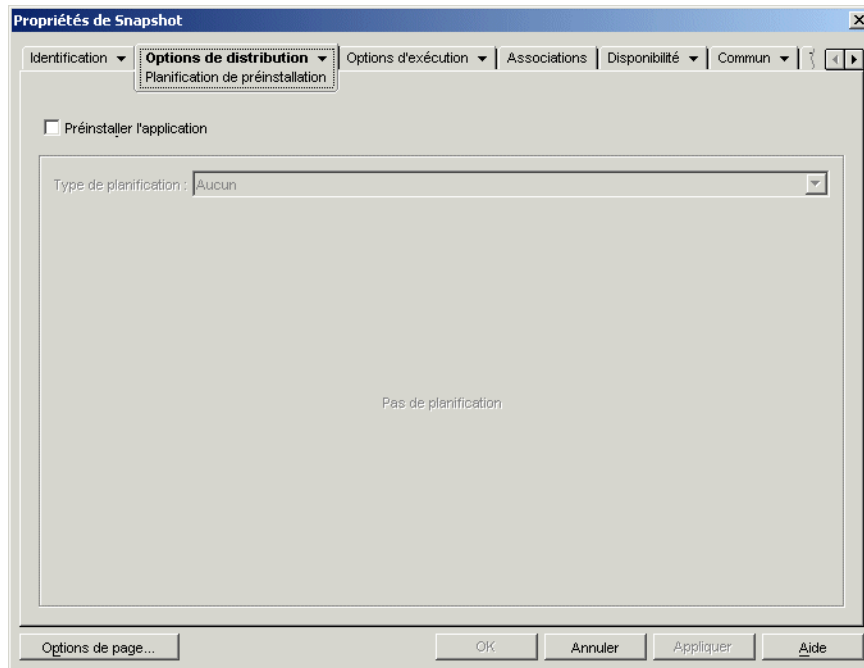 Propriétés de Snapshot
Identification Options de distribution Options d'exécution Associations Disponibilité Commun
Planification de préinstallation
Préinstaller l'application
Type de planification : Aucun
Pas de planification
Options de page... OK Annuler Appliquer Aide